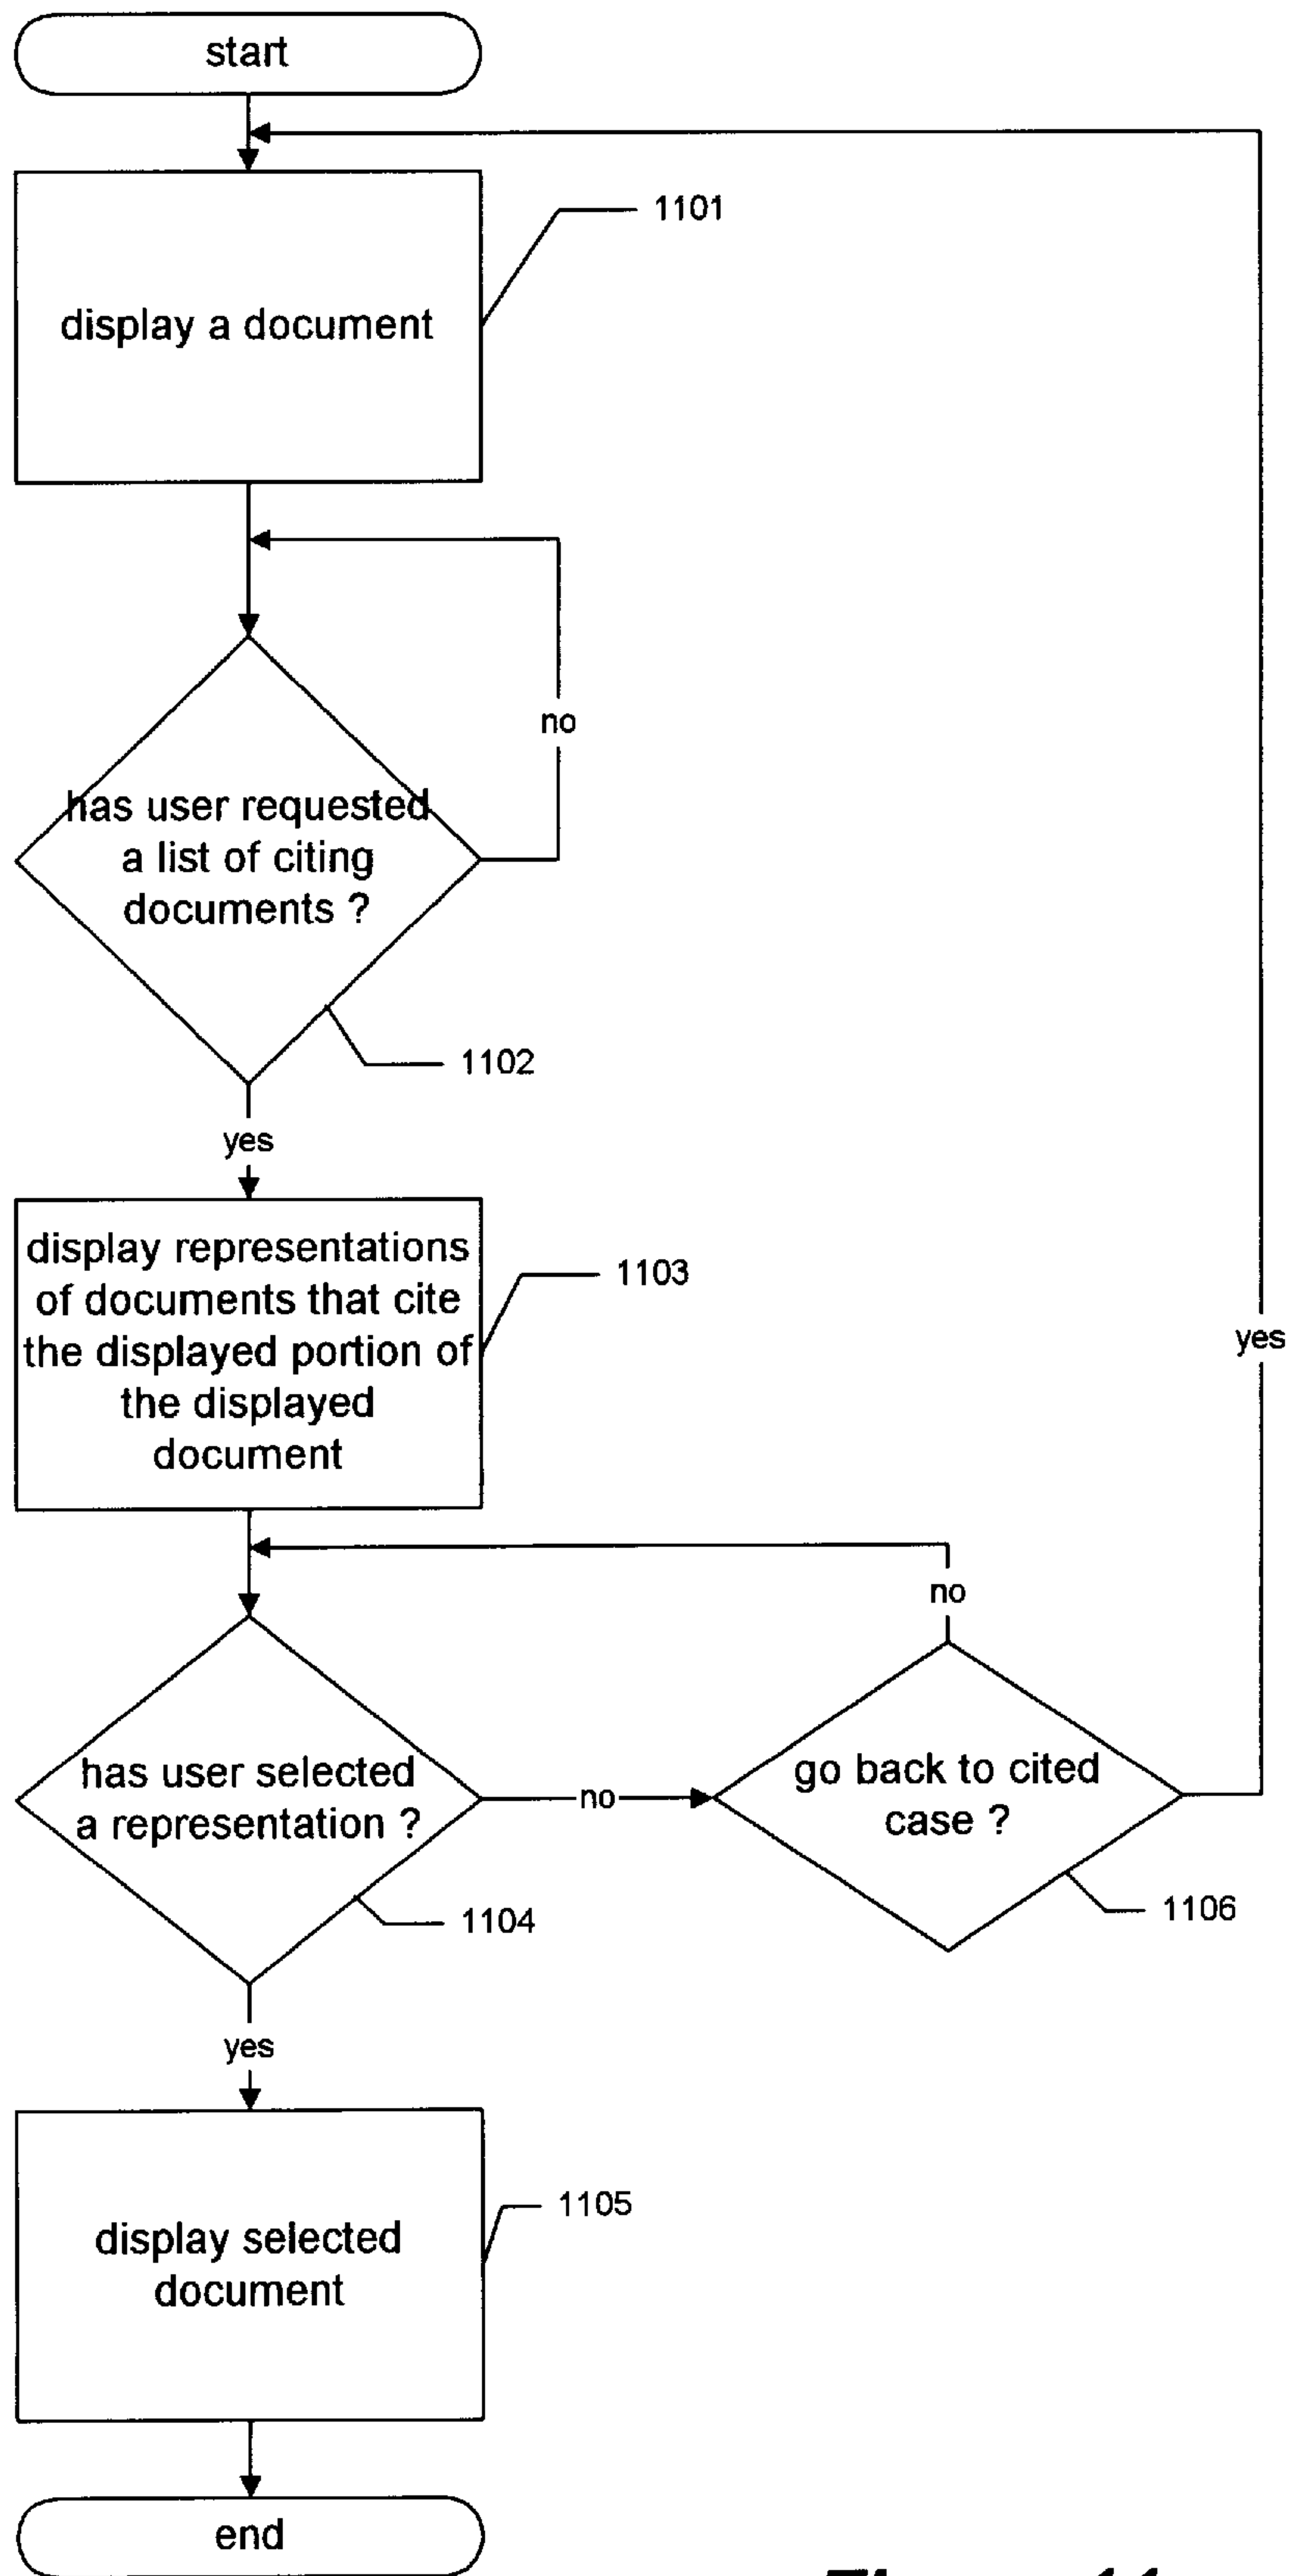 start
1101
display a document
no
has user requested
a list of citing
documents ?
1102
yes
display representations
of documents that cite
the displayed portion of
the displayed
document
1103
yes
no
has user selected
a representation ?
no
go back to cited
case ?
1104
1106
yes
1105
display selected
document
end